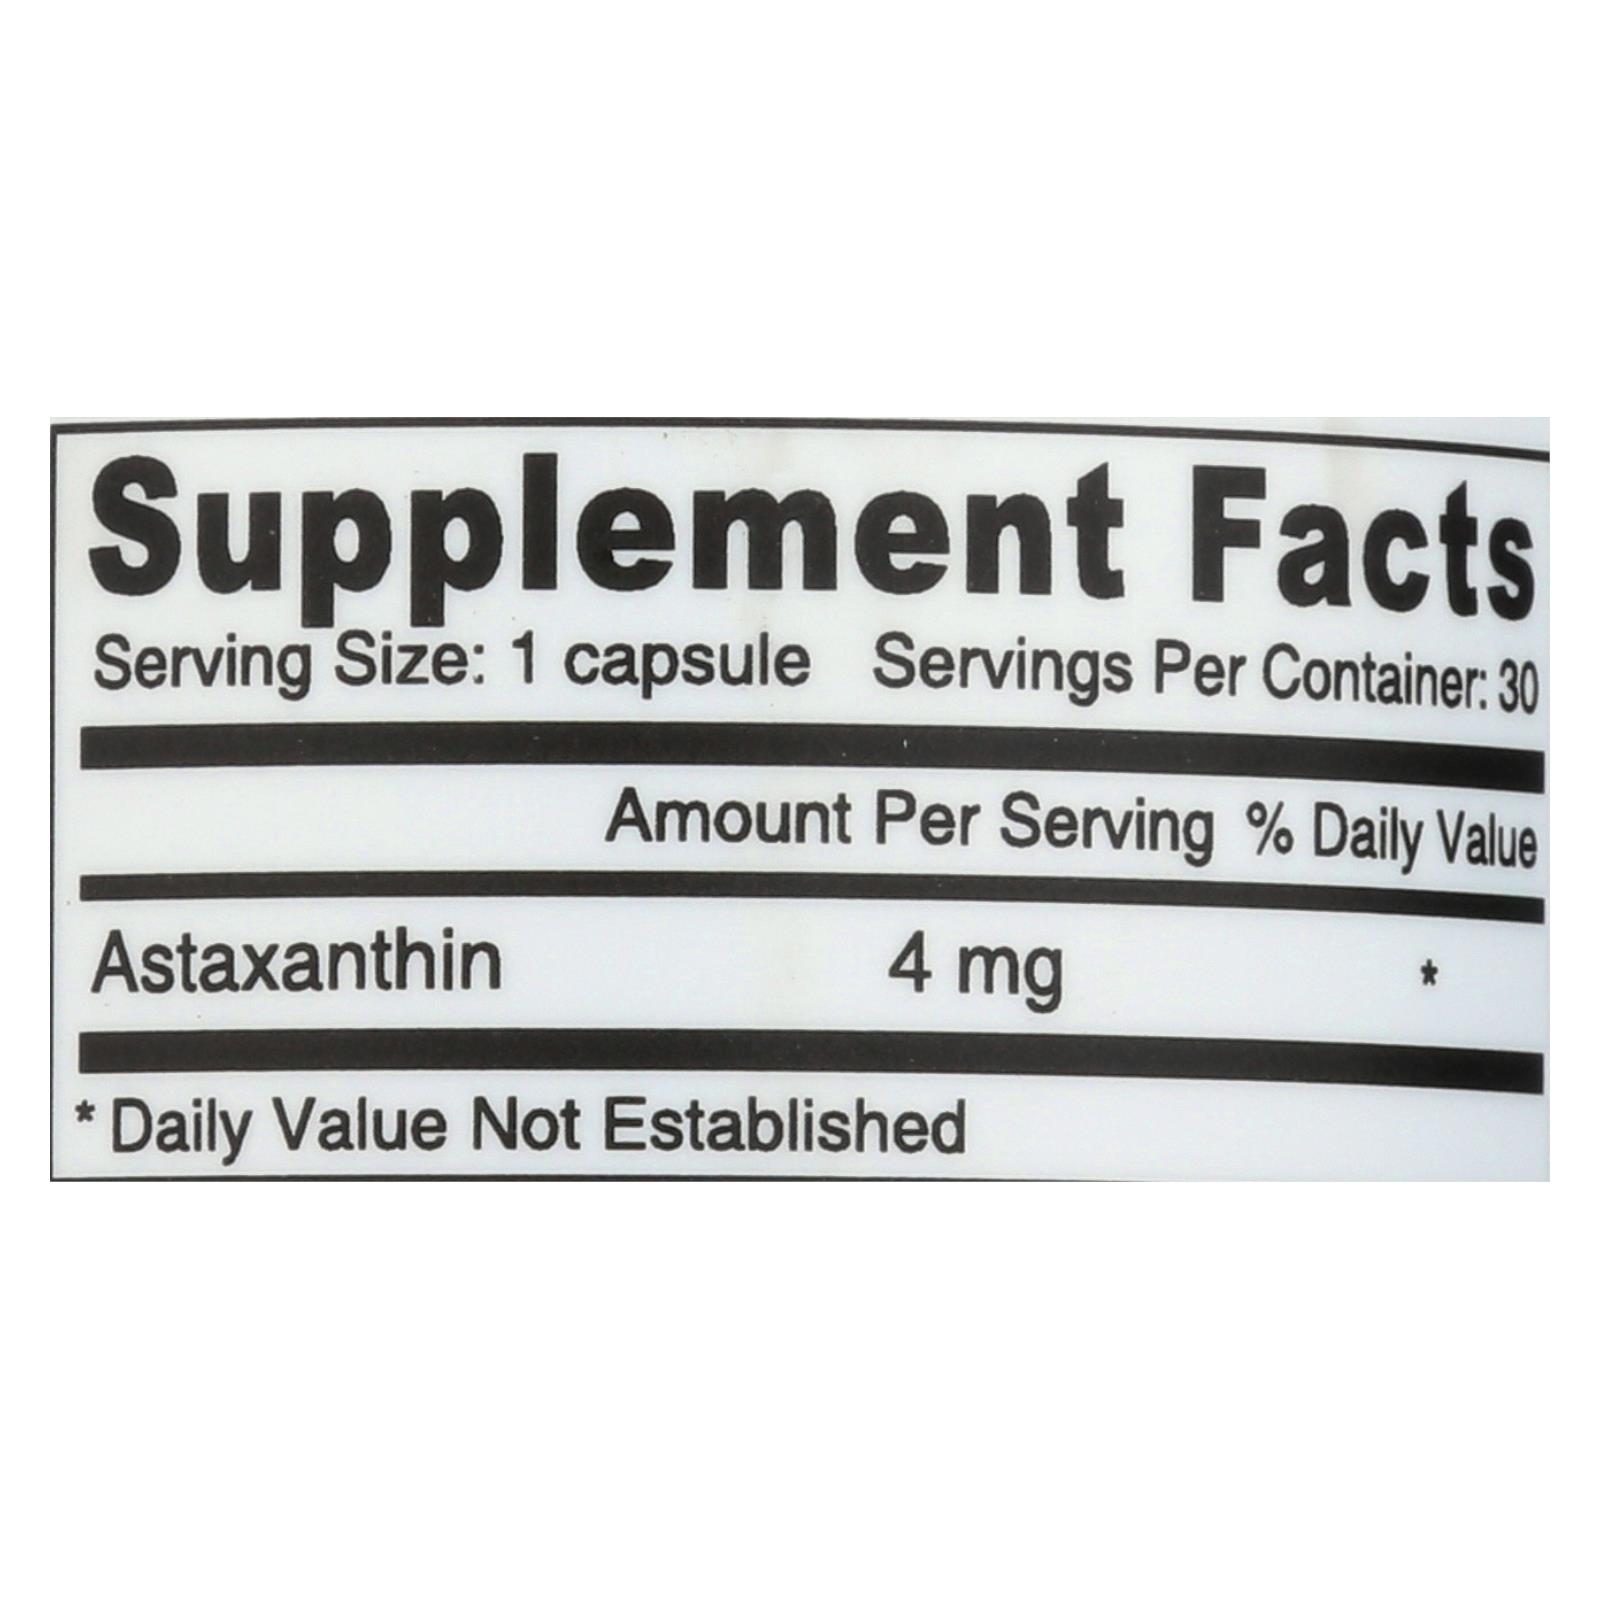 Supplement Facts
Serving Size: 1 capsule Servings Per Container: 30
Amount Per Serving % Daily Value
Astaxanthin 4 mg *
* Daily Value Not Established